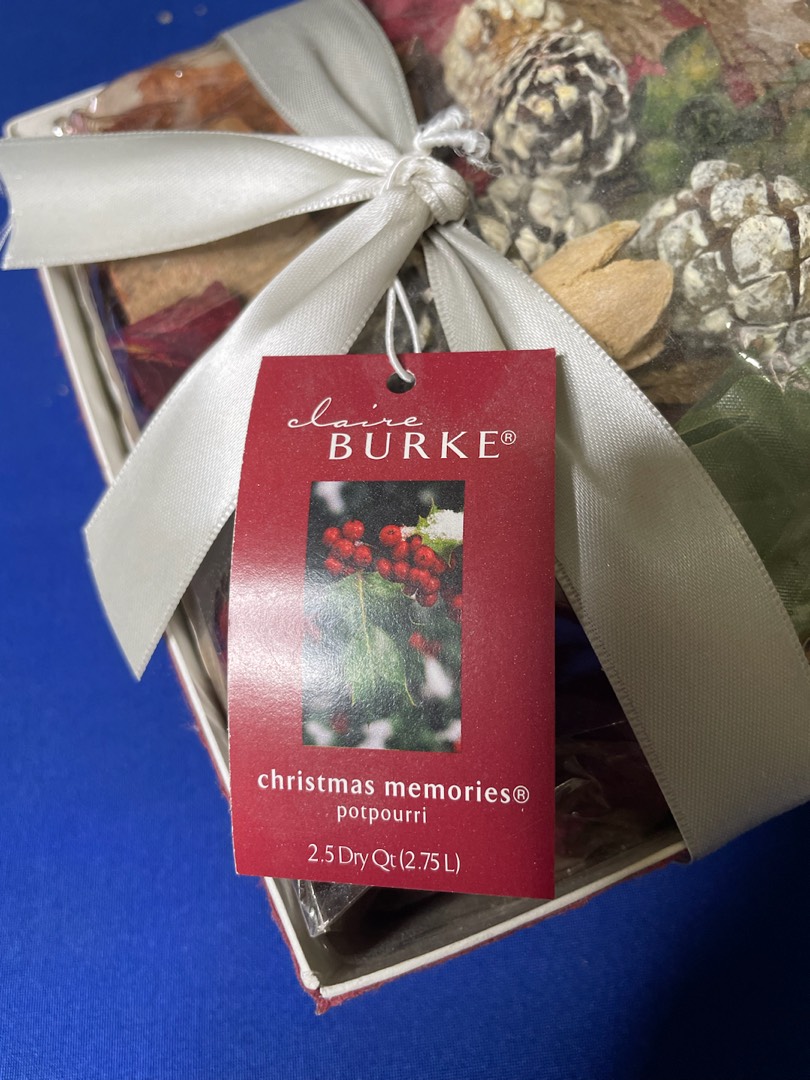 claire
BURKE®
christmas memories®
potpourri
2.5 Dry Qt (2.75 L)